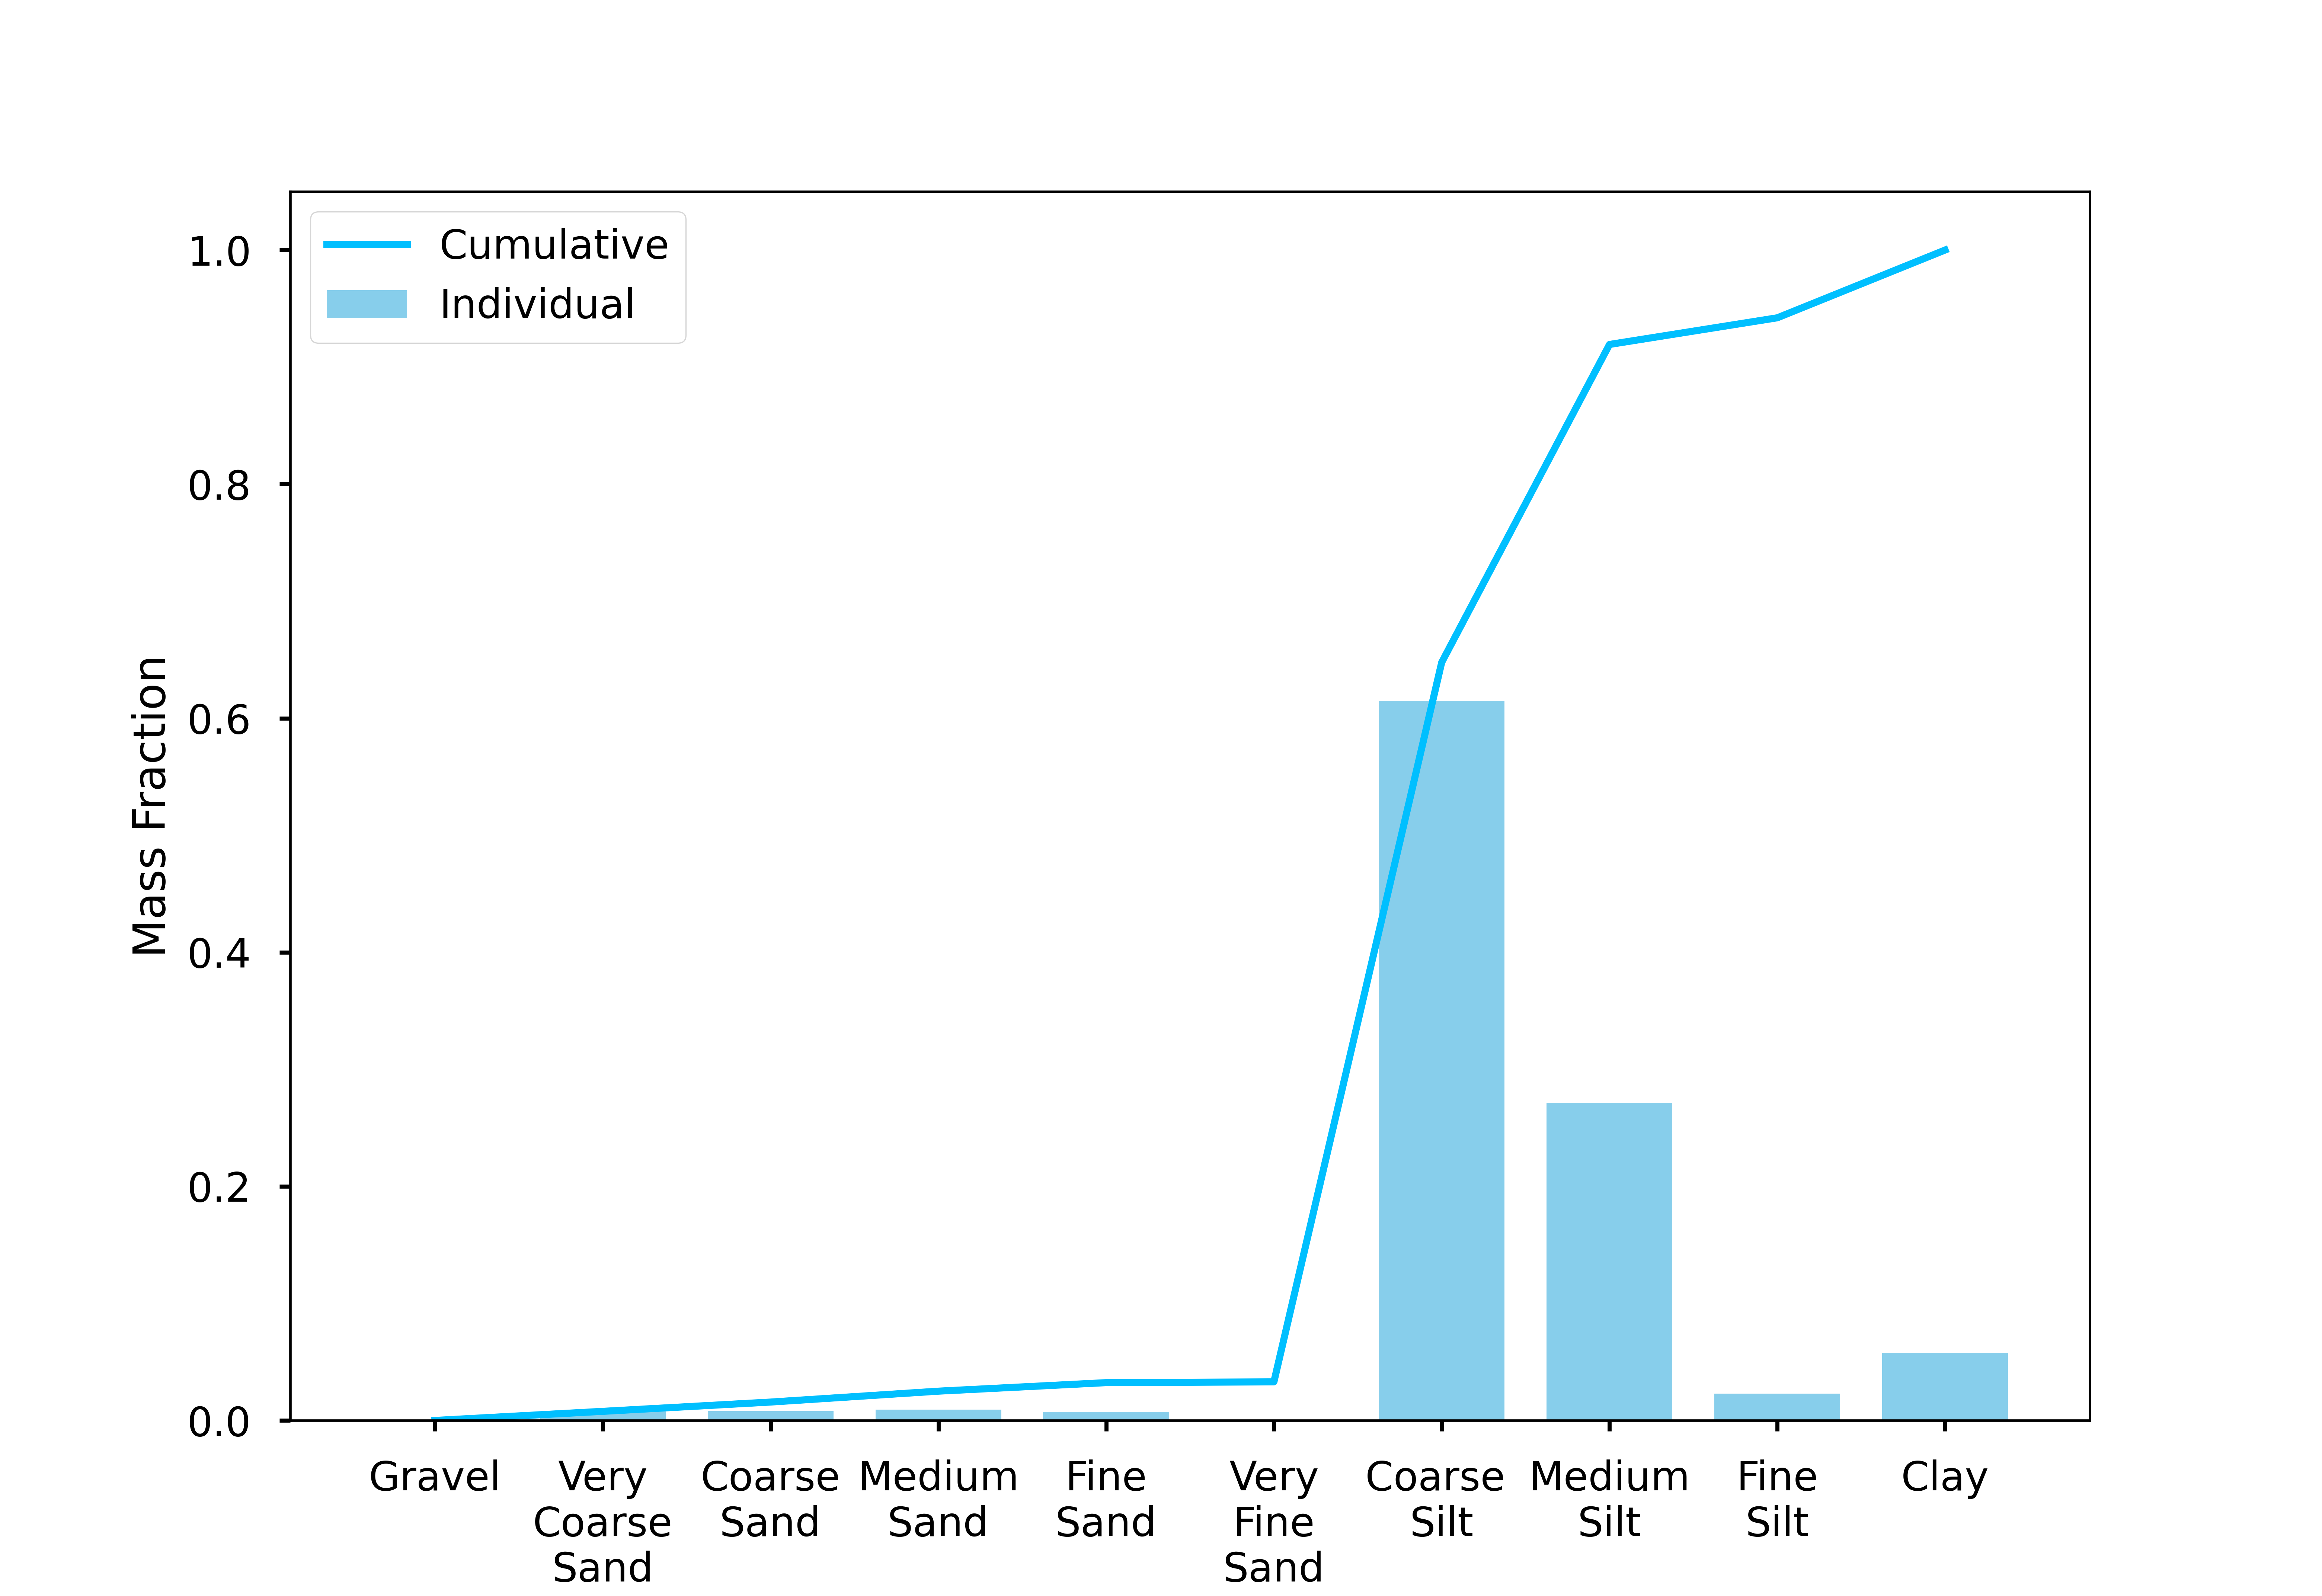 Cumulative
Individual
1.0
0.8
0.6
0.4
0.2
0.0
Mass Fraction
Gravel
Very
Coarse
Sand
Coarse
Sand
Medium
Sand
Fine
Sand
Very
Fine
Sand
Coarse
Silt
Medium
Silt
Fine
Silt
Clay